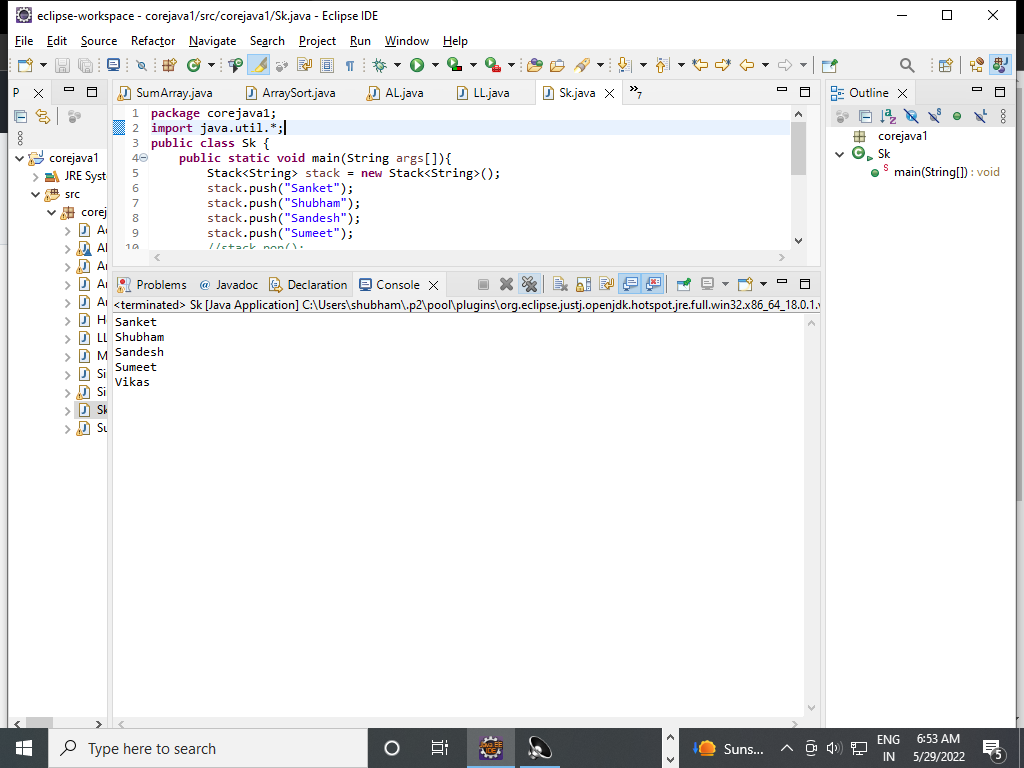 eclipse-workspace - corejava1/src/corejava1/Sk.java - Eclipse IDE
File Edit Source Refactor Navigate Search Project Run Window Help
P
SumArray.java ArraySort.java AL.java LL.java Sk.java »7
Outline
1 package corejava1;
2 import java.util.*;
3 public class Sk {
4 public static void main(String args[]){
5 Stack<String> stack = new Stack<String>();
6 stack.push("Sanket");
7 stack.push("Shubham");
8 stack.push("Sandesh");
9 stack.push("Sumeet");
10 //stack.pop();
corejava1
JRE Syst
src
corej
Ar
Ar
Ar
LL
M
Si
Si
Sk
Su
corejava1
Sk
main(String[]) : void
Problems @ Javadoc Declaration Console
<terminated> Sk [Java Application] C:\Users\shubham\.p2\pool\plugins\org.eclipse.justj.openjdk.hotspot.jre.full.win32.x86_64_18.0.1.v
Sanket
Shubham
Sandesh
Sumeet
Vikas
Type here to search
JAVA EE
IDE
Suns...
ENG
IN
6:53 AM
5/29/2022
5